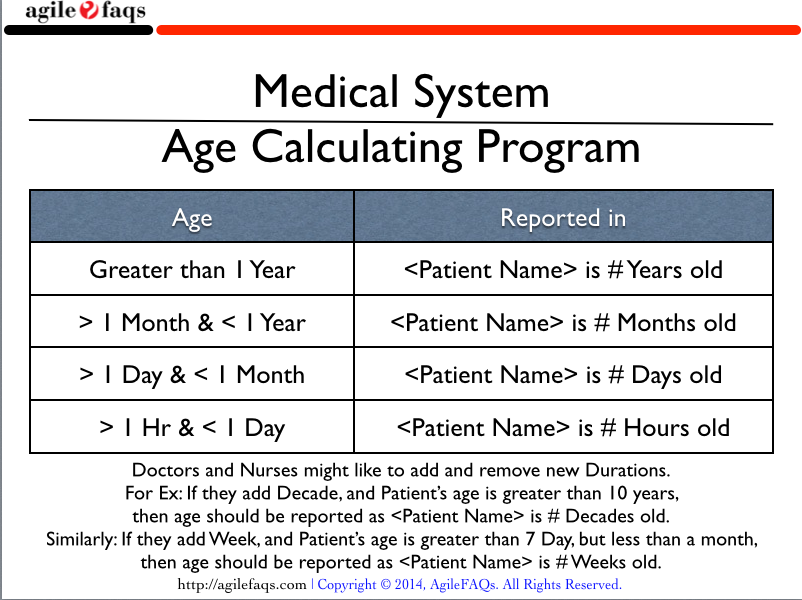 agile faqs
Medical System
Age Calculating Program
Age Reported in
Greater than 1 Year <Patient Name> is # Years old
> 1 Month & < 1 Year <Patient Name> is # Months old
> 1 Day & < 1 Month <Patient Name> is # Days old
> 1 Hr & < 1 Day <Patient Name> is # Hours old
Doctors and Nurses might like to add and remove new Durations.
For Ex: If they add Decade, and Patient's age is greater than 10 years,
then age should be reported as <Patient Name> is # Decades old.
Similarly: If they add Week, and Patient's age is greater than 7 Day, but less than a month,
then age should be reported as <Patient Name> is # Weeks old.
http://agilefaqs.com | Copyright © 2014, AgileFAQs. All Rights Reserved.